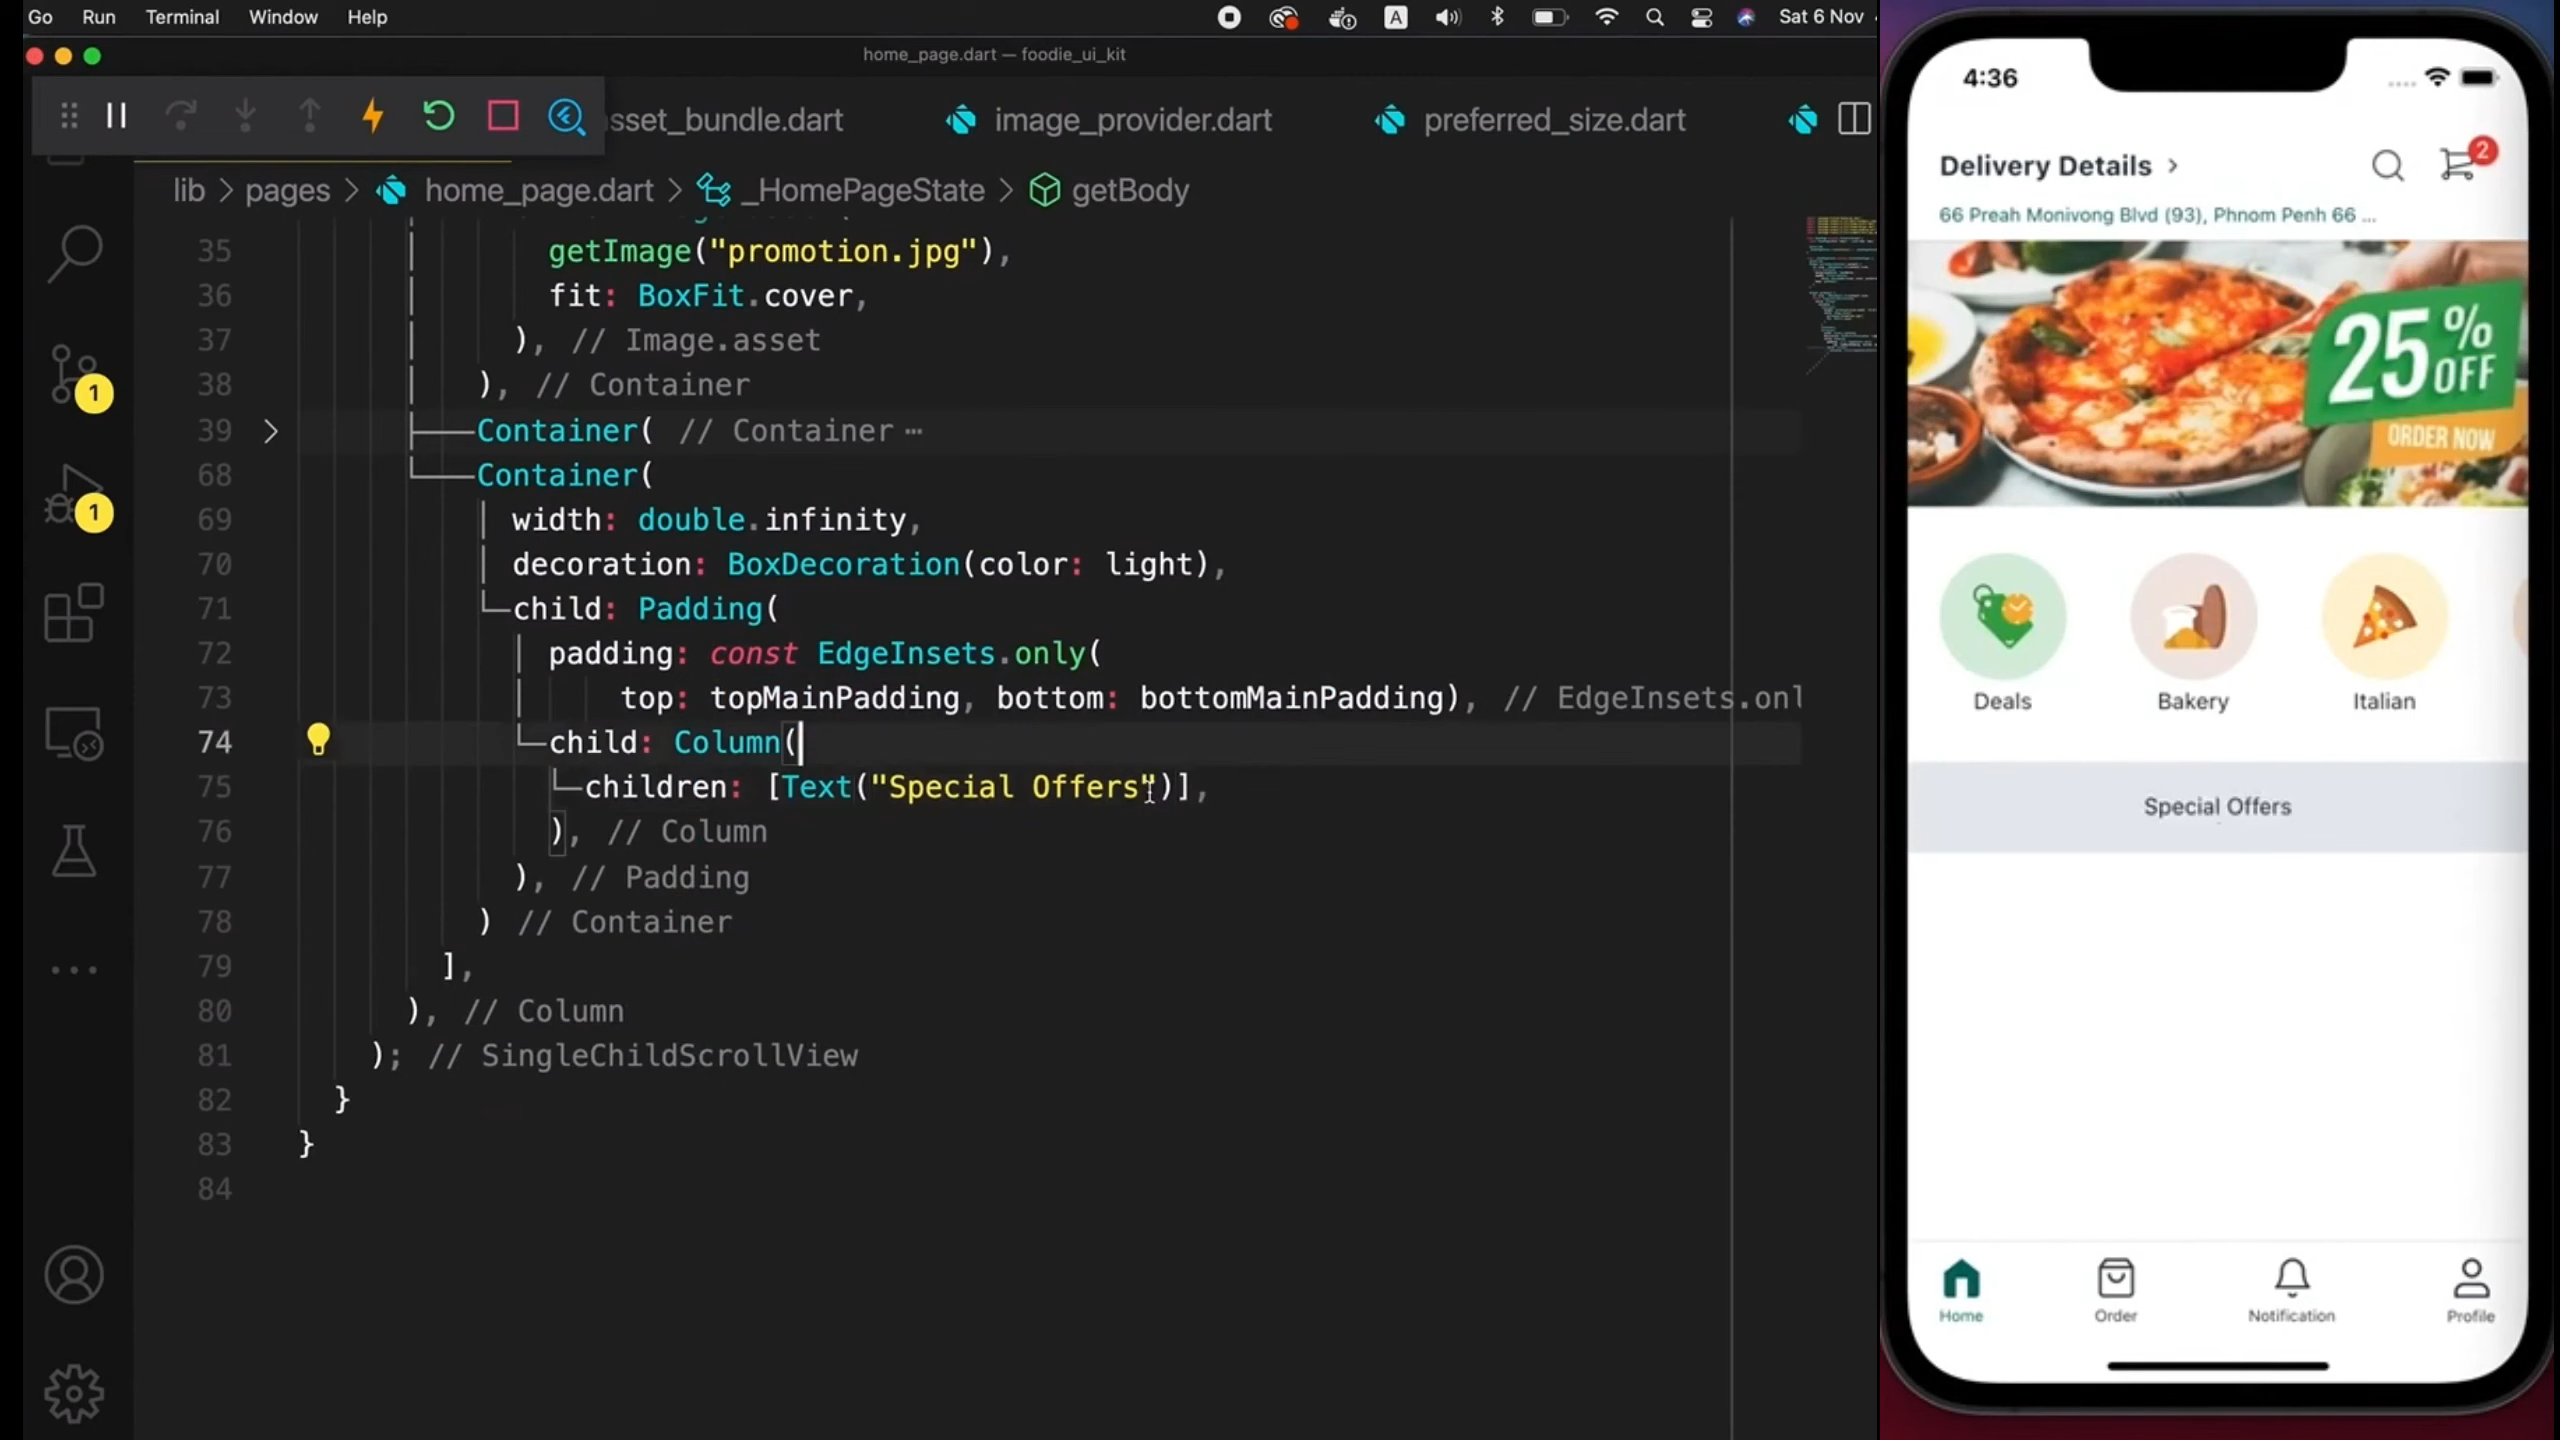 Go Run Terminal Window Help
Sat 6 Nov
home_page.dart — foodie_ui_kit
sset_bundle.dart image_provider.dart preferred_size.dart
lib > pages > home_page.dart > _HomePageState > getBody
35 getImage("promotion.jpg"),
36 fit: BoxFit.cover,
37 ), // Image.asset
38 ), // Container
39 Container( // Container ⋯
68 Container(
69 width: double.infinity,
70 decoration: BoxDecoration(color: light),
71 child: Padding(
72 padding: const EdgeInsets.only(
73 top: topMainPadding, bottom: bottomMainPadding), // EdgeInsets.onl
74 child: Column(
75 children: [Text("Special Offers")],
76 ), // Column
77 ), // Padding
78 ) // Container
79 ],
80 ), // Column
81 ); // SingleChildScrollView
82 }
83 }
84
1
1
4:36
Delivery Details >
2
66 Preah Monivong Blvd (93), Phnom Penh 66 ...
25% OFF
ORDER NOW
Deals Bakery Italian
Special Offers
Home Order Notification Profile